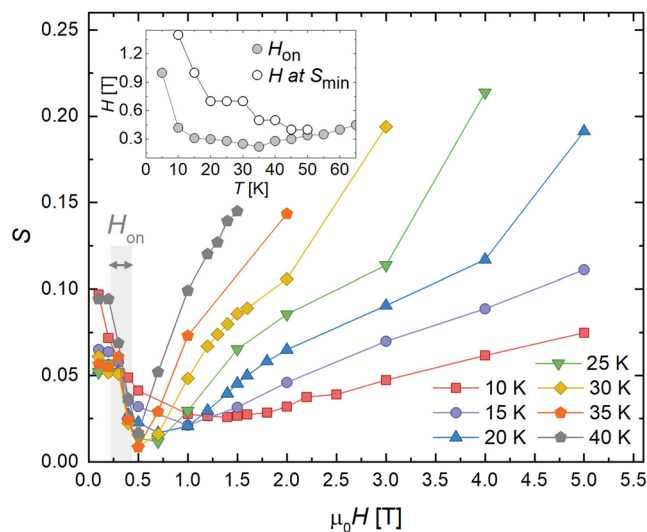 0.25
0.20
0.15
0.10
0.05
0.00
S
0.0 0.5 1.0 1.5 2.0 2.5 3.0 3.5 4.0 4.5 5.0 5.5
μ₀H [T]
H [T]
1.2
0.9
0.6
0.3
0 10 20 30 40 50 60
T [K]
H_on
H at S_min
H_on
10 K
15 K
20 K
25 K
30 K
35 K
40 K